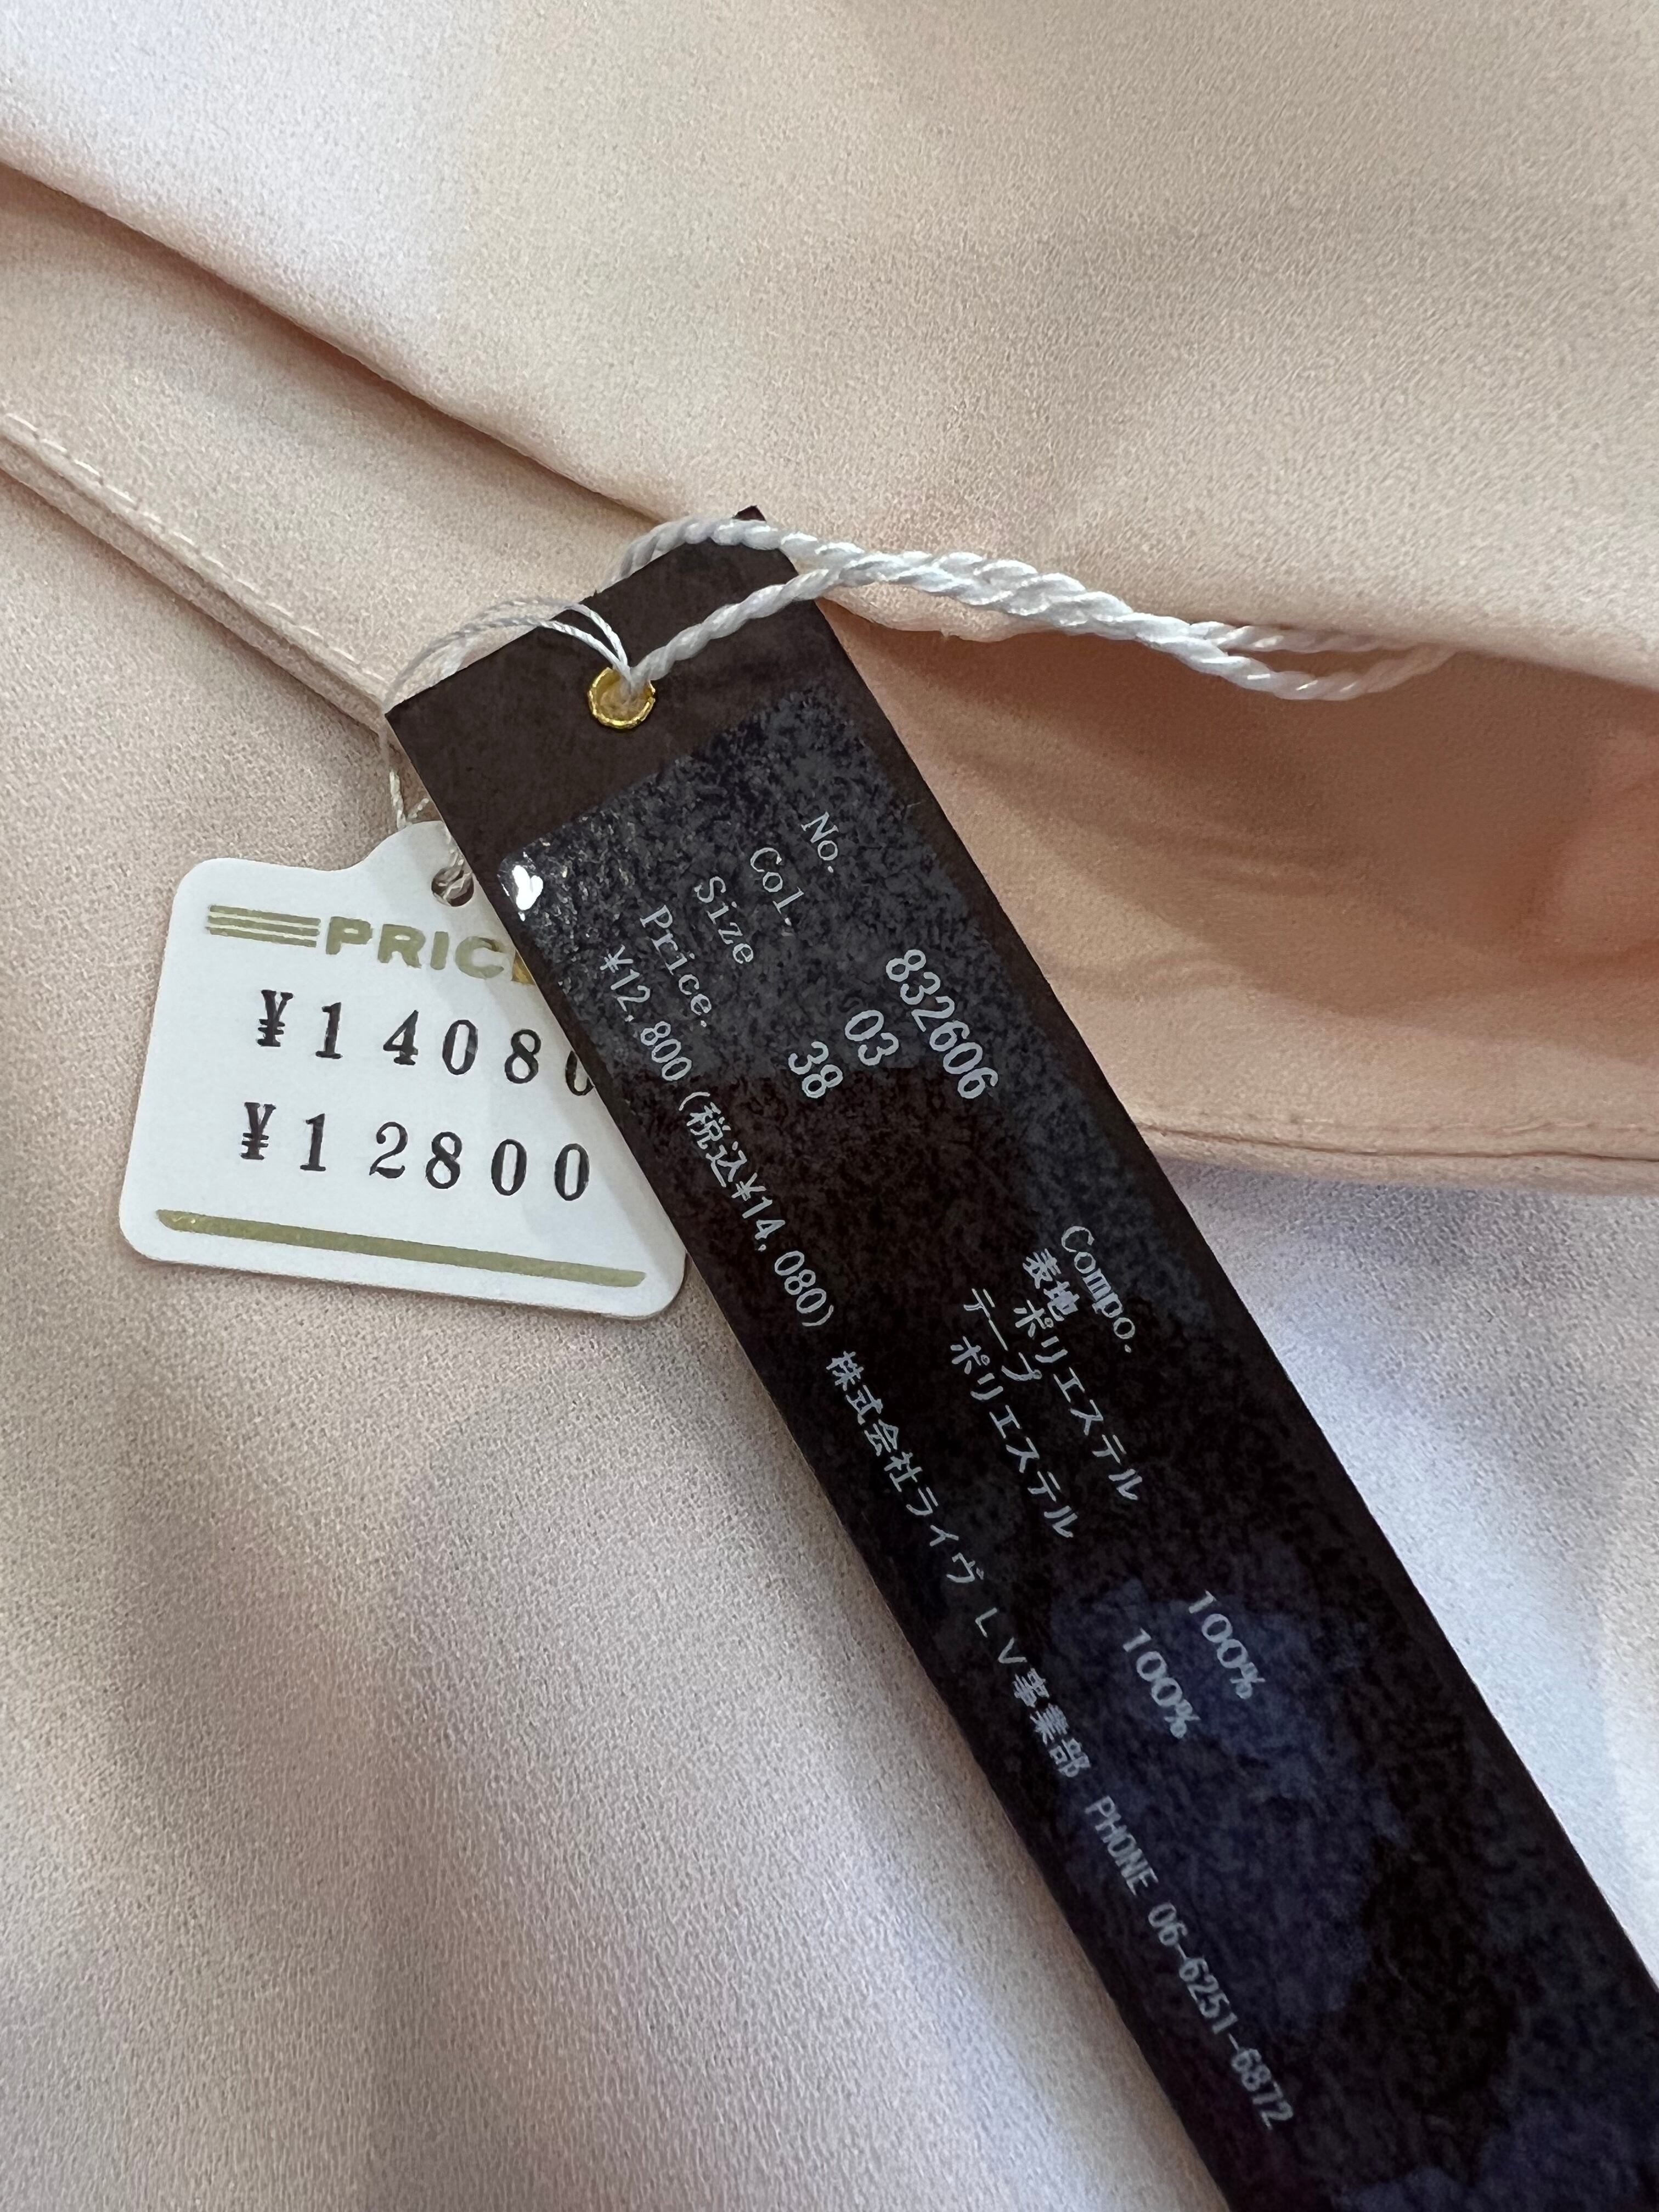 ¥14080
¥12800
No. 832606
Col. 03
Size 38
Price.
¥12,800(税込¥14,080)
Compo.
表地 ポリエステル 100%
テープ
ポリエステル 100%
株式会社ライヴ LV事業部 PHONE 06-6251-6872